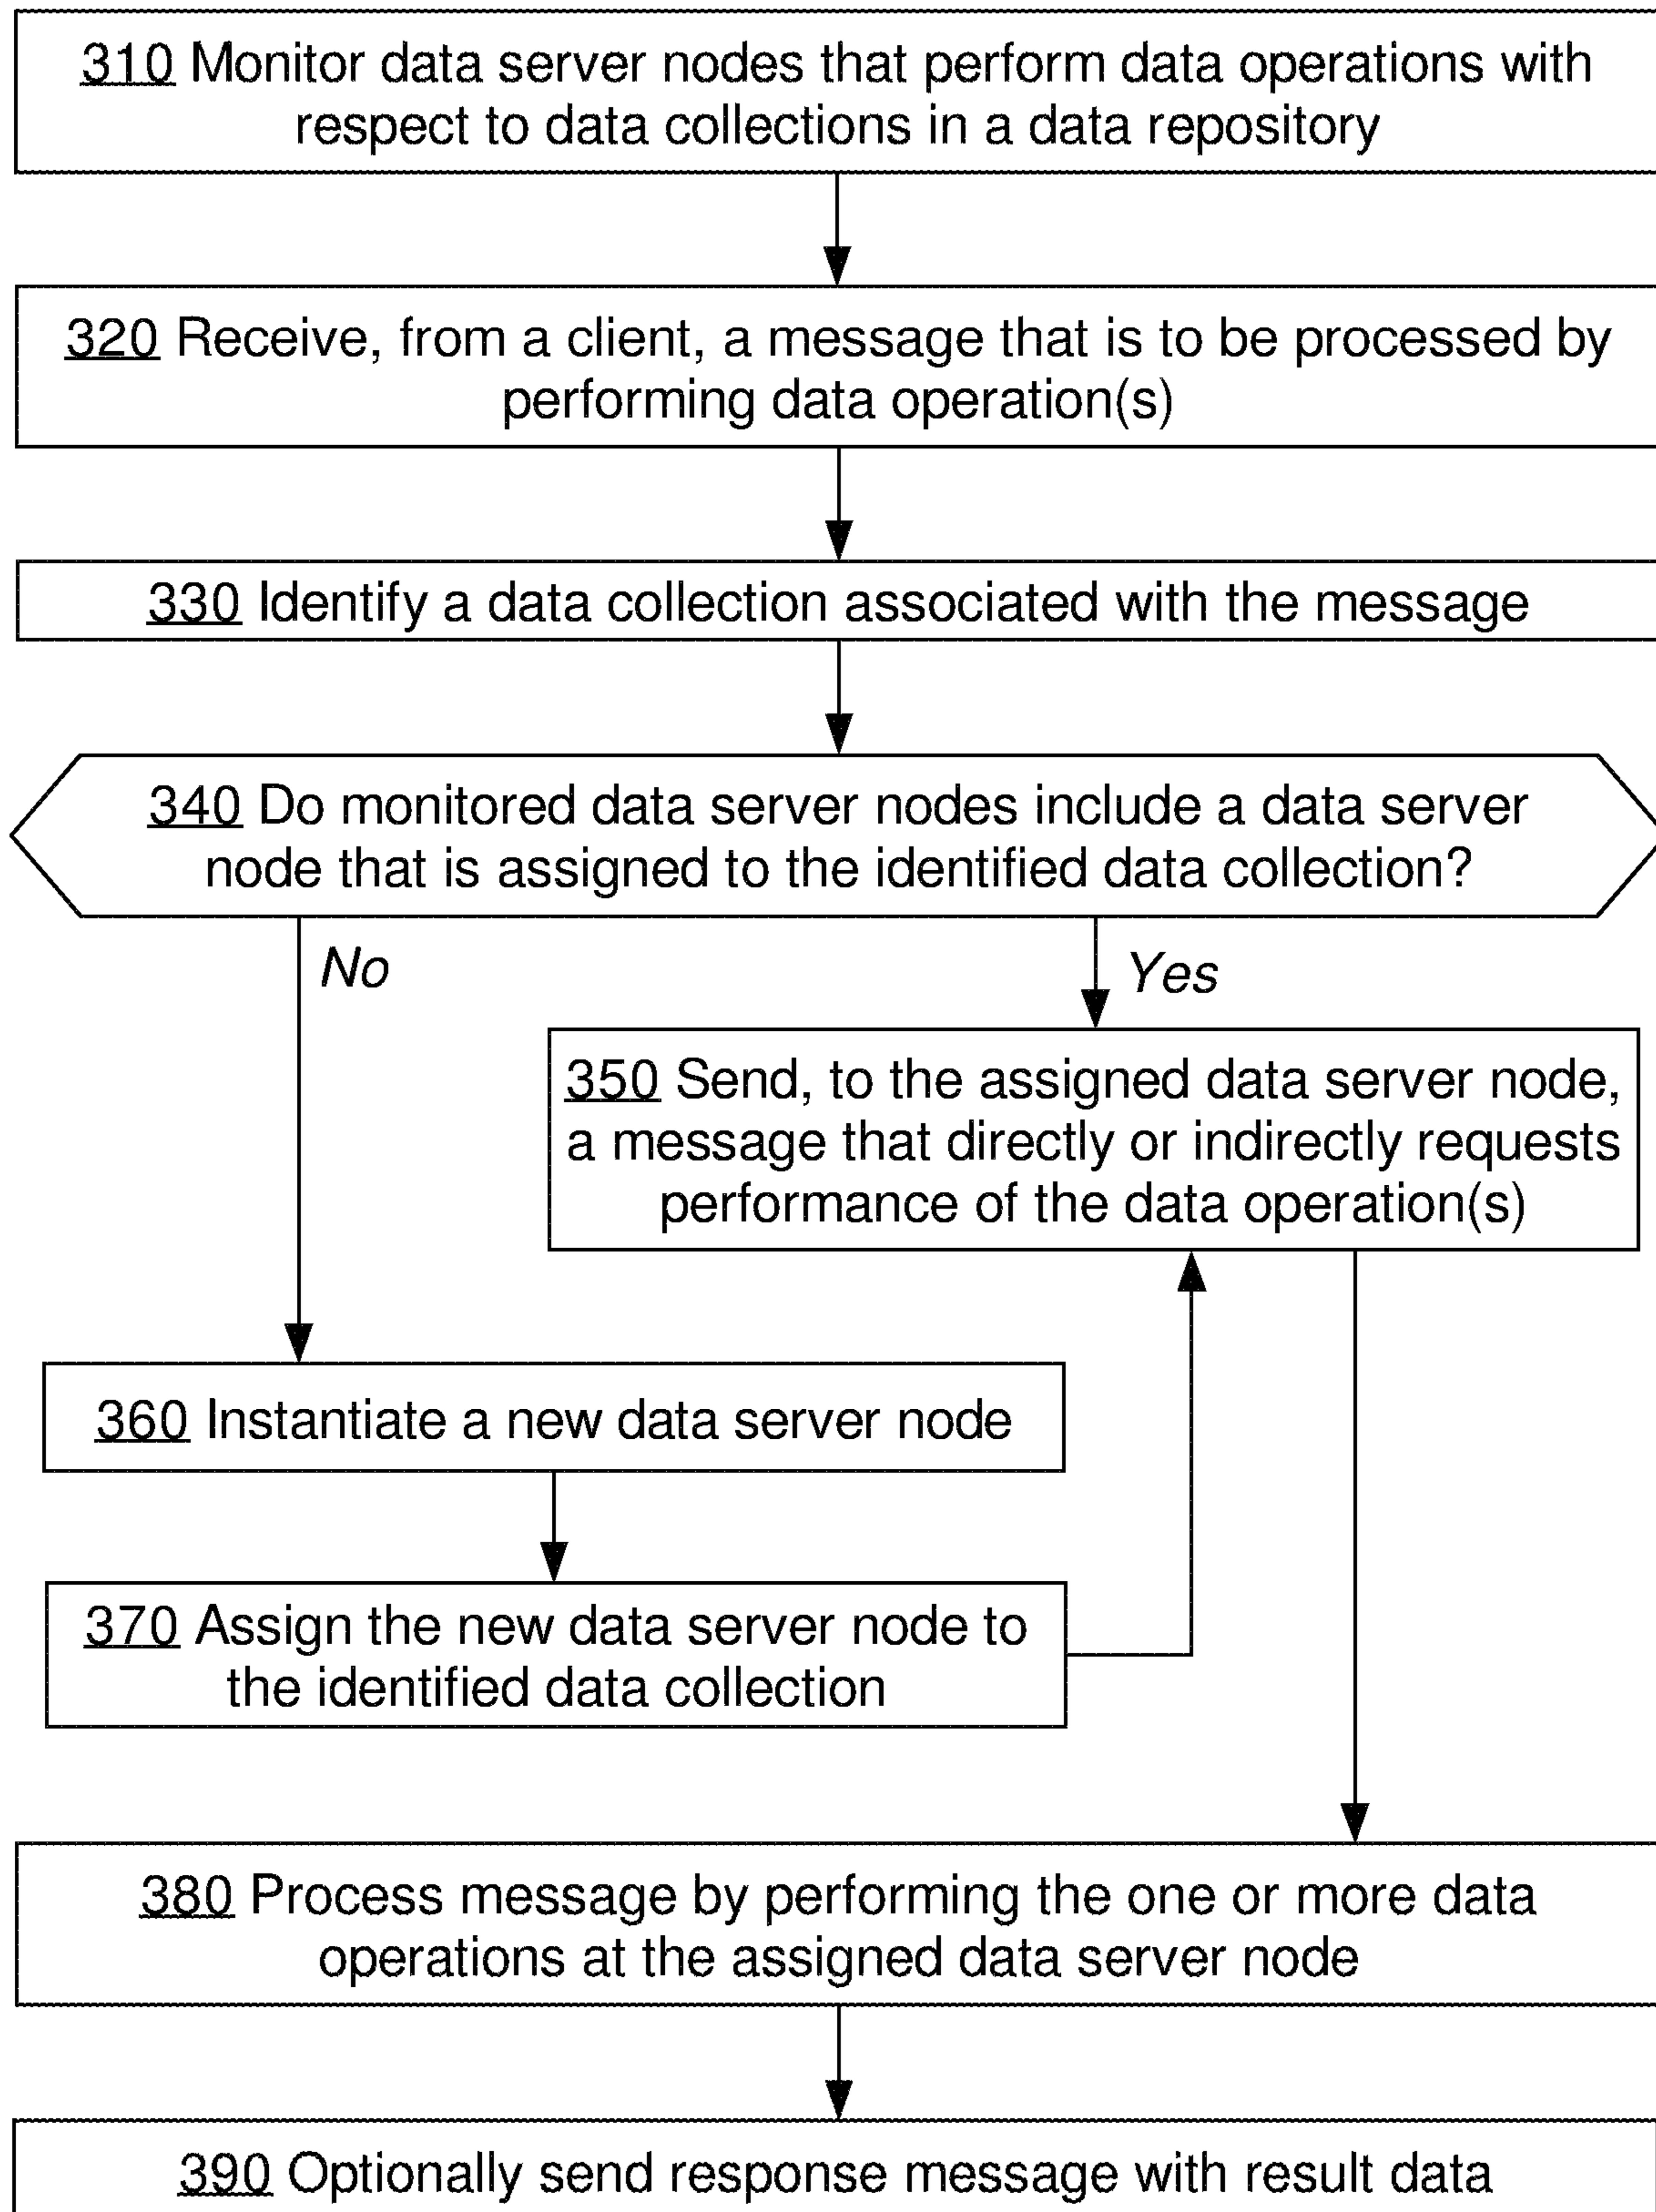 310 Monitor data server nodes that perform data operations with
respect to data collections in a data repository
320 Receive, from a client, a message that is to be processed by
performing data operation(s)
330 Identify a data collection associated with the message
340 Do monitored data server nodes include a data server
node that is assigned to the identified data collection?
No
Yes
350 Send, to the assigned data server node,
a message that directly or indirectly requests
performance of the data operation(s)
360 Instantiate a new data server node
370 Assign the new data server node to
the identified data collection
380 Process message by performing the one or more data
operations at the assigned data server node
390 Optionally send response message with result data